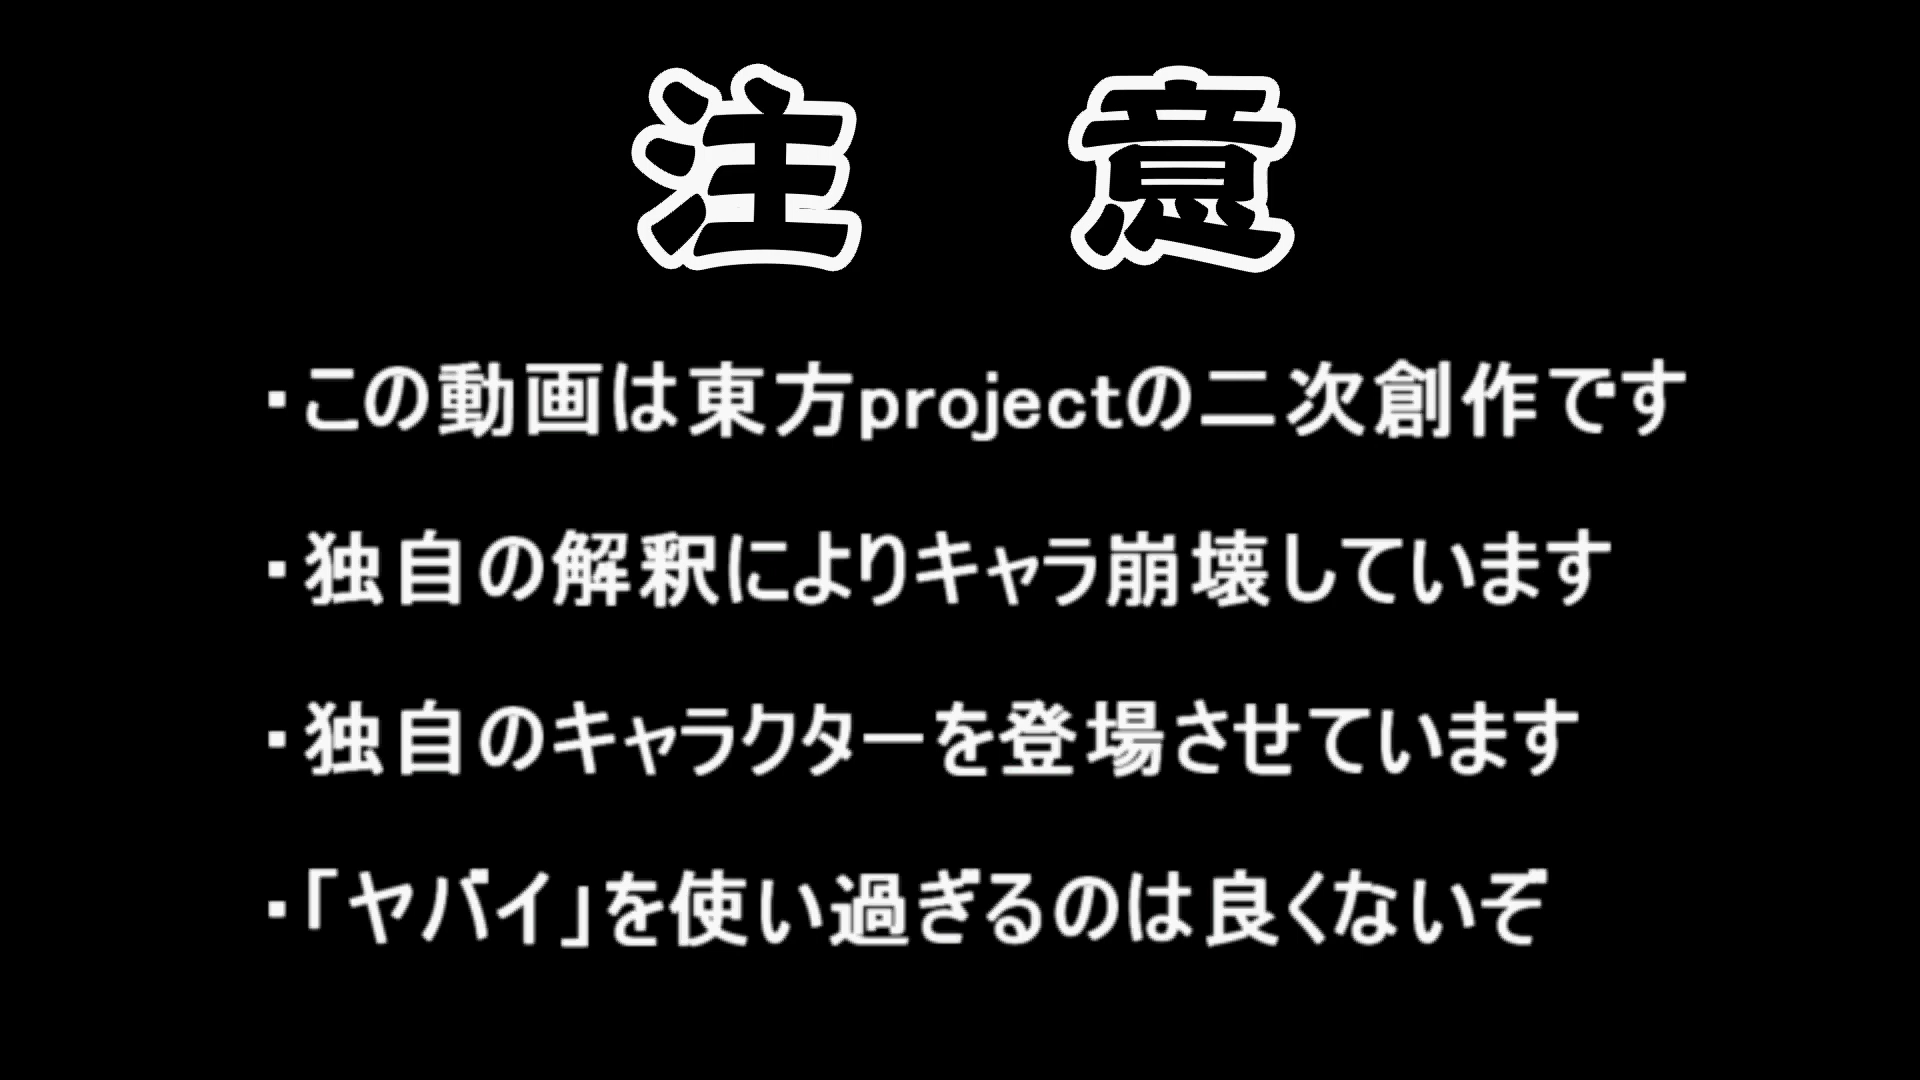 注 意
・この動画は東方projectの二次創作です
・独自の解釈によりキャラ崩壊しています
・独自のキャラクターを登場させています
・「ヤバイ」を使い過ぎるのは良くないぞ